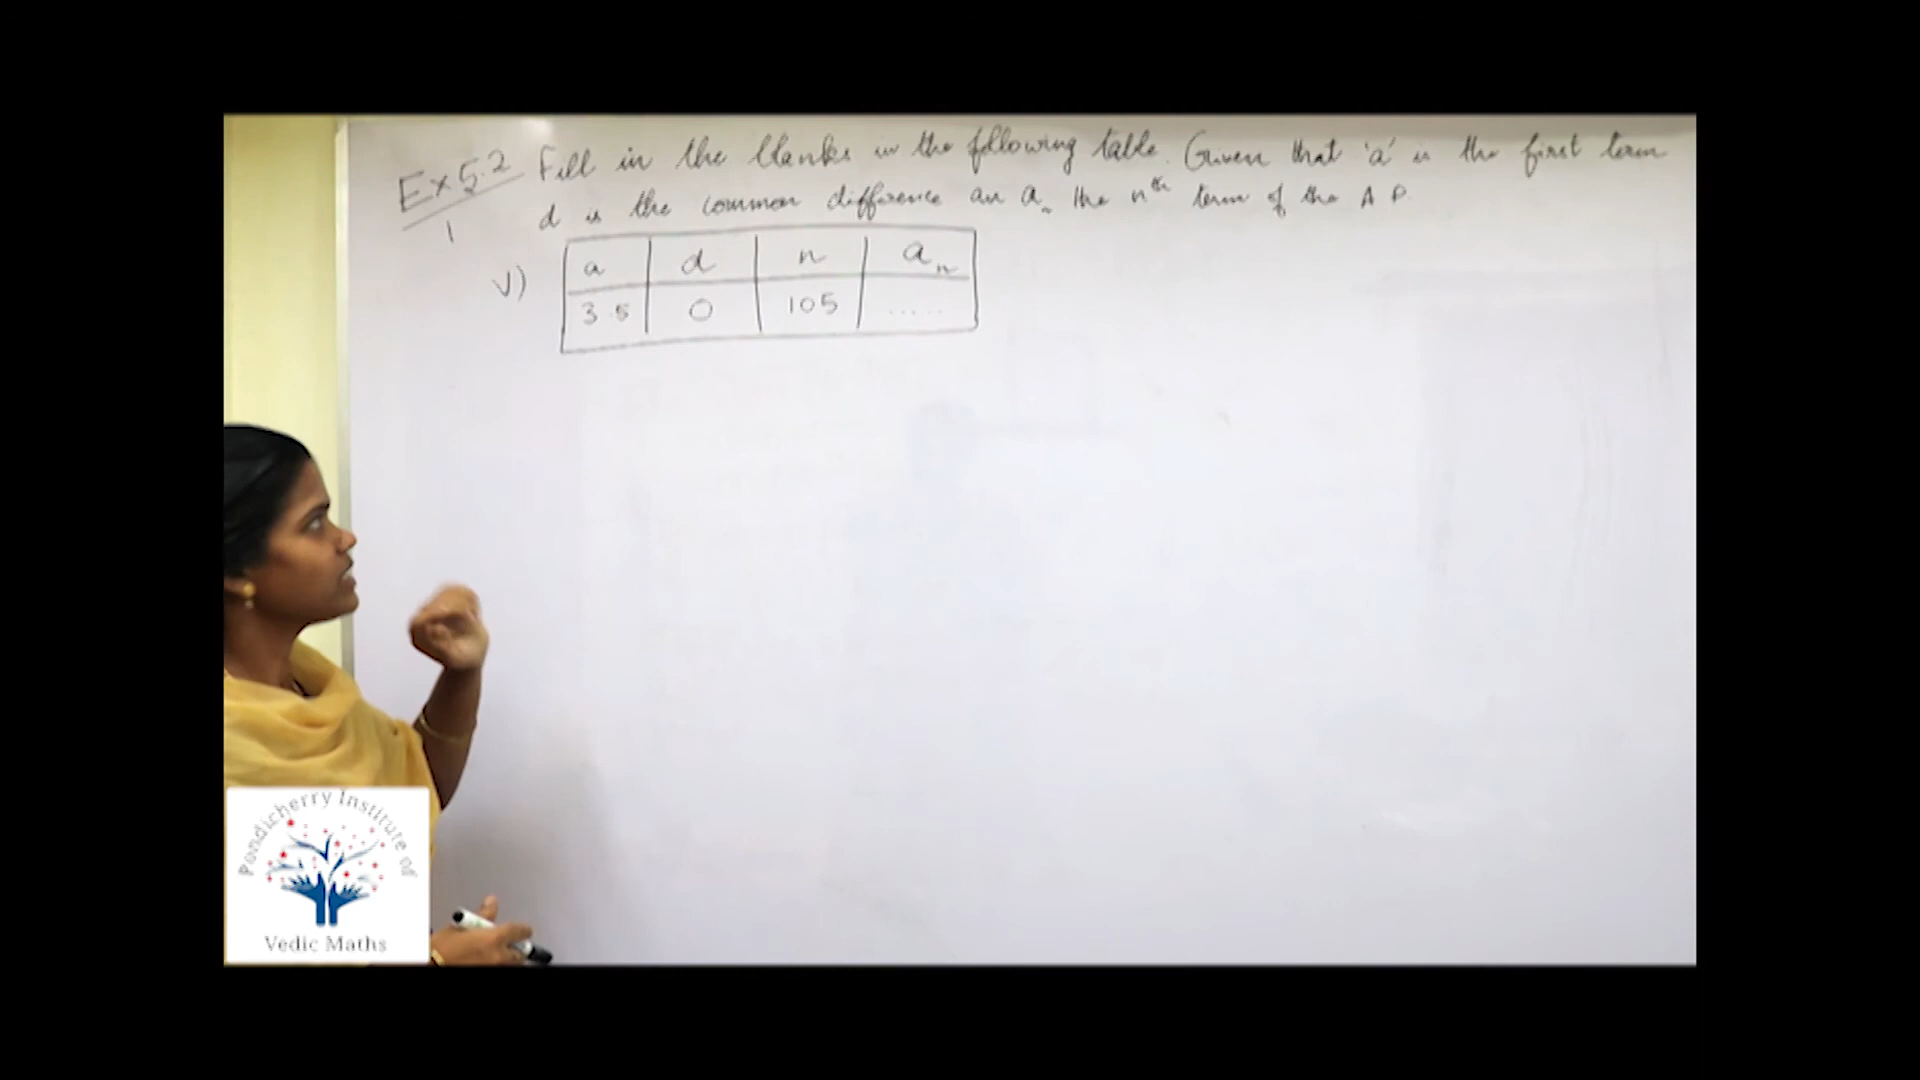 Ex 5.2 Fill in the blanks in the following table. Given that 'a' is the first term
1 d is the common difference an aₙ the nᵗʰ term of the A P
v)
a d n aₙ
3.5 0 105 .....
Pondicherry Institute of
Vedic Maths